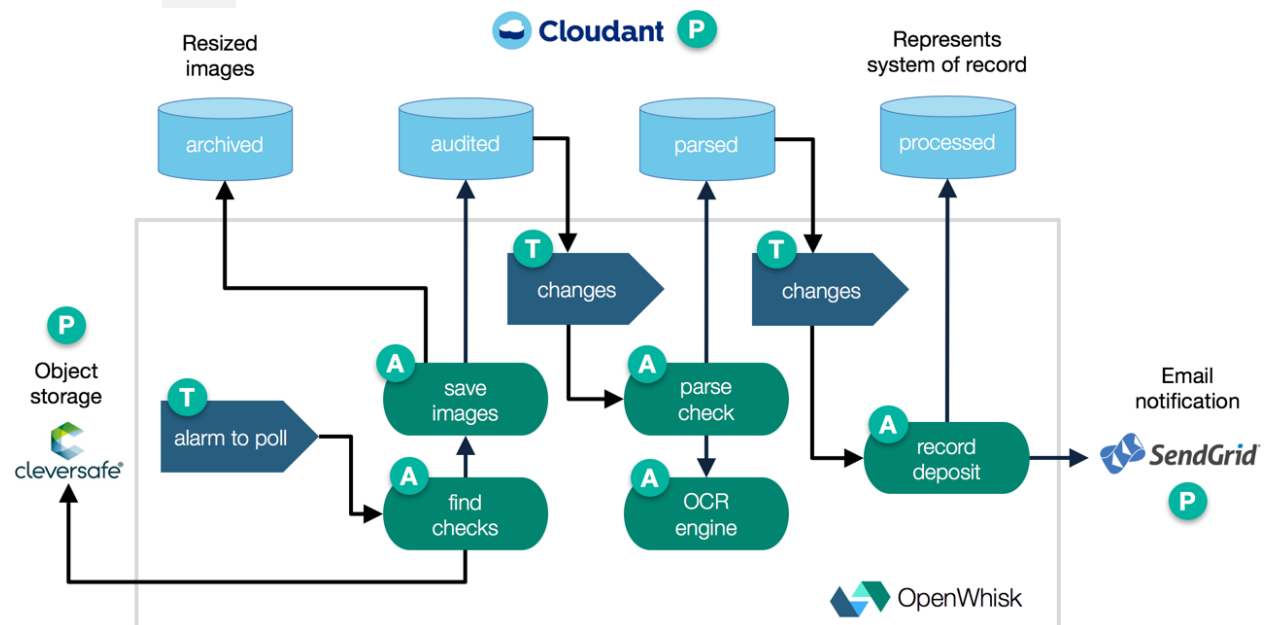 Cloudant P
Resized
images
Represents
system of record
archived
audited
parsed
processed
T
changes
T
changes
P
Object
storage
cleversafe®
T
alarm to poll
A
save
images
A
parse
check
A
record
deposit
Email
notification
SendGrid
P
A
find
checks
A
OCR
engine
OpenWhisk